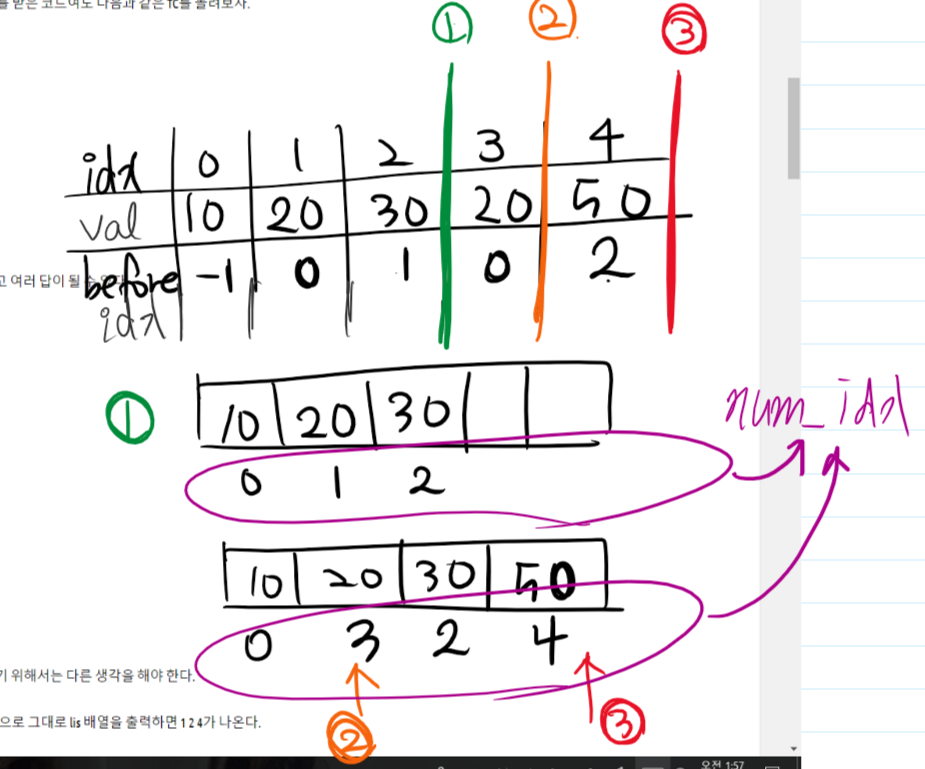 를 받은 코드여도 다음과 같은 tc를 돌려보자.
① ② ③
idx 0 1 2 3 4
val 10 20 30 20 50
고 여러 답이 될 수
before -1 0 1 0 2
idx
① 10 20 30
num_idx
0 1 2
10 20 30 50
0 3 2 4
기 위해서는 다른 생각을 해야 한다.
② ③
으로 그대로 lis 배열을 출력하면 1 2 4가 나온다.
오전 1:57